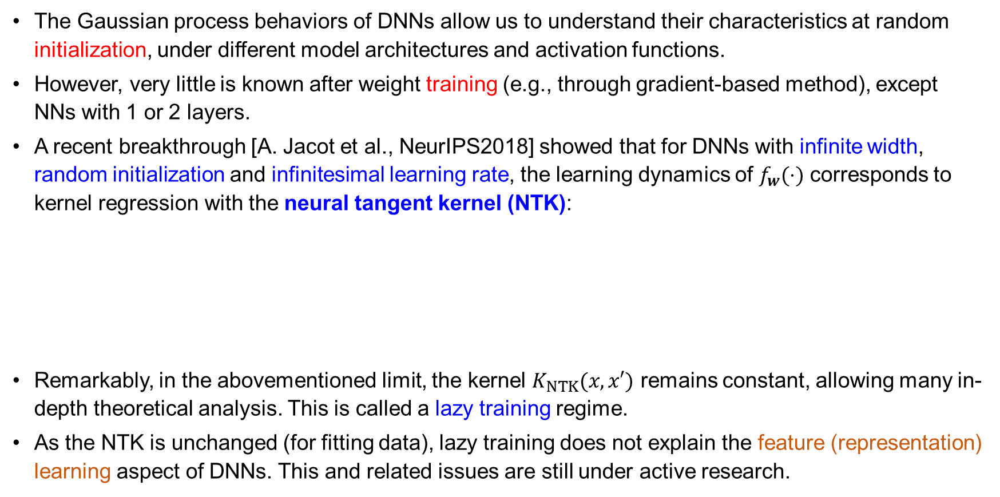 • The Gaussian process behaviors of DNNs allow us to understand their characteristics at random
initialization, under different model architectures and activation functions.
• However, very little is known after weight training (e.g., through gradient-based method), except
NNs with 1 or 2 layers.
• A recent breakthrough [A. Jacot et al., NeurIPS2018] showed that for DNNs with infinite width,
random initialization and infinitesimal learning rate, the learning dynamics of f_w(·) corresponds to
kernel regression with the neural tangent kernel (NTK):
• Remarkably, in the abovementioned limit, the kernel K_NTK(x, x′) remains constant, allowing many in-
depth theoretical analysis. This is called a lazy training regime.
• As the NTK is unchanged (for fitting data), lazy training does not explain the feature (representation)
learning aspect of DNNs. This and related issues are still under active research.